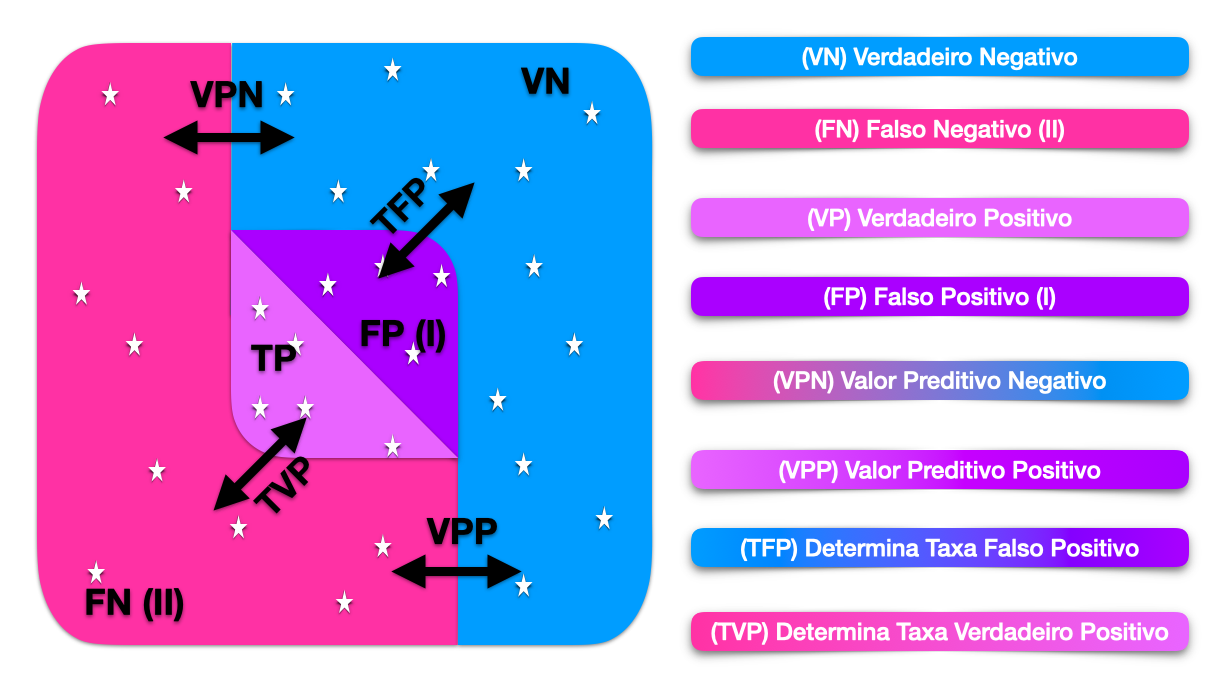 VPN
VN
TFP
FP (I)
TP
TVP
VPP
FN (II)
(VN) Verdadeiro Negativo
(FN) Falso Negativo (II)
(VP) Verdadeiro Positivo
(FP) Falso Positivo (I)
(VPN) Valor Preditivo Negativo
(VPP) Valor Preditivo Positivo
(TFP) Determina Taxa Falso Positivo
(TVP) Determina Taxa Verdadeiro Positivo